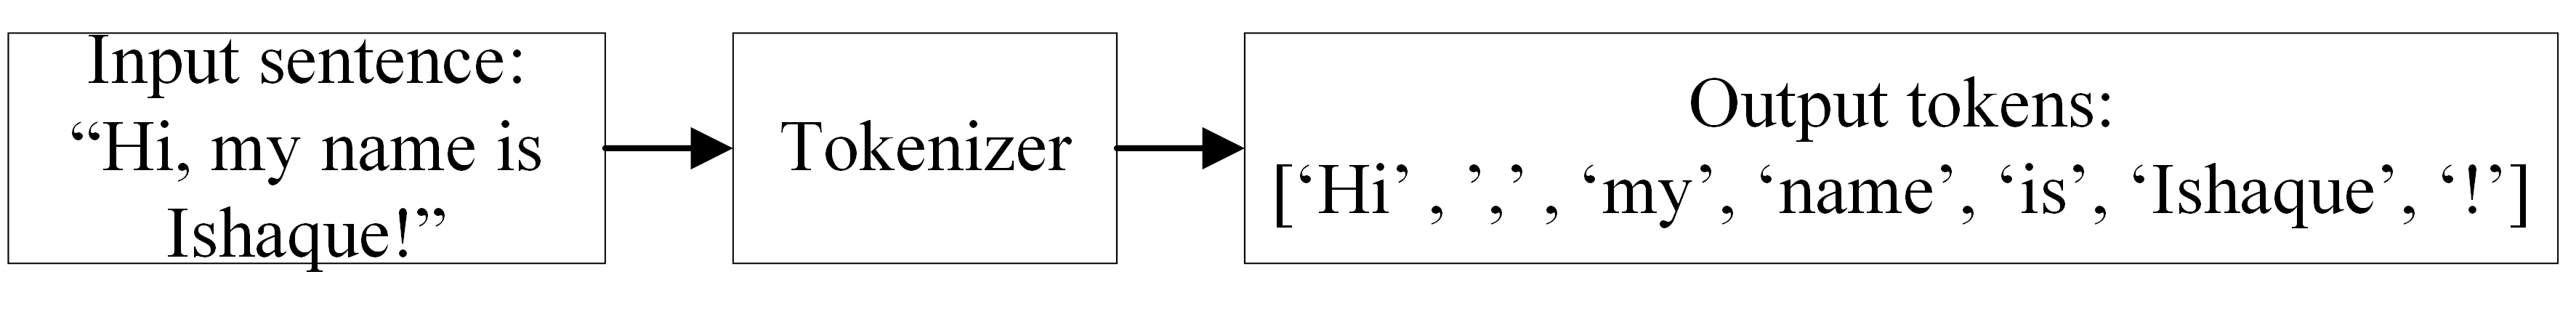 Input sentence:
“Hi, my name is
Ishaque!”
Tokenizer
Output tokens:
[‘Hi’ , ’,’ , ‘my’, ‘name’, ‘is’, ‘Ishaque’, ‘!’]